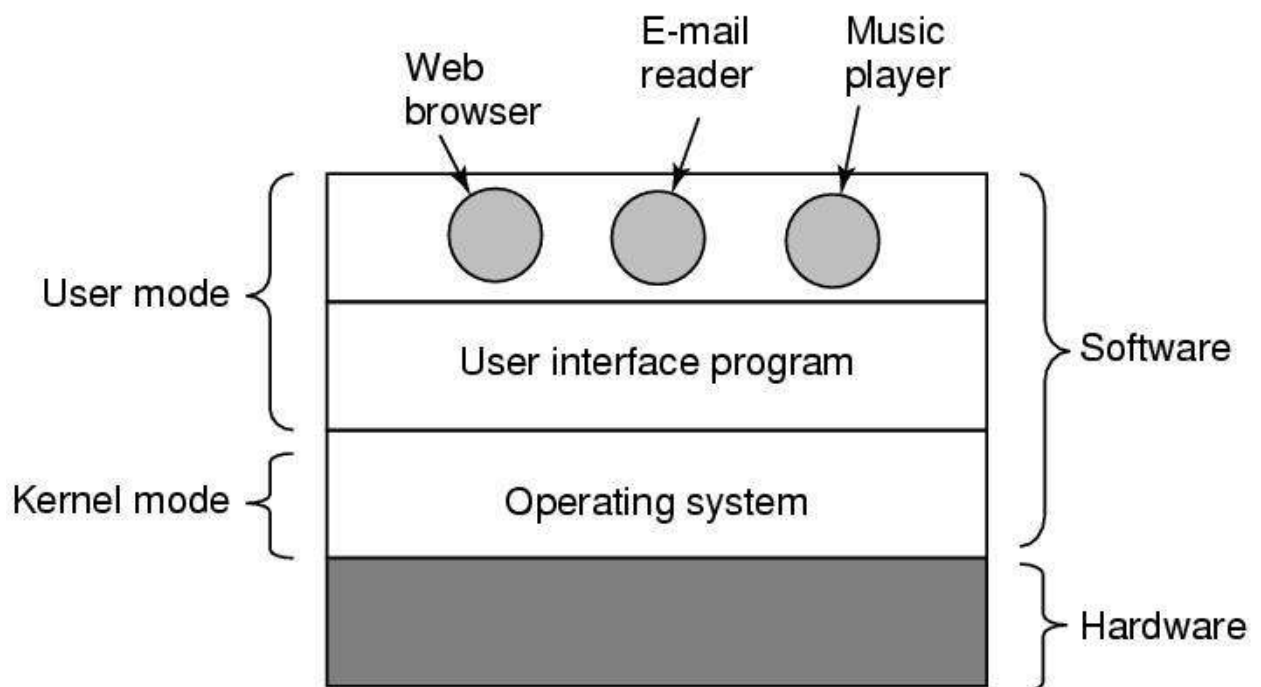 Web
browser
E-mail
reader
Music
player
User mode
User interface program
Software
Kernel mode
Operating system
Hardware